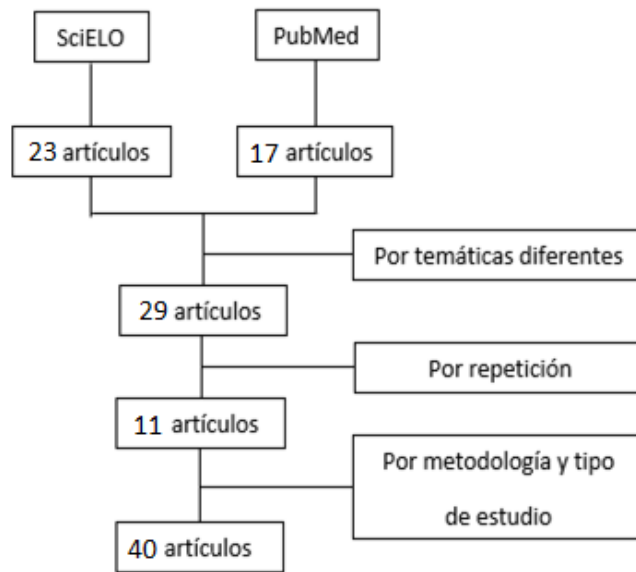 SciELO
PubMed
23 artículos
17 artículos
Por temáticas diferentes
29 artículos
Por repetición
11 artículos
Por metodología y tipo
de estudio
40 artículos